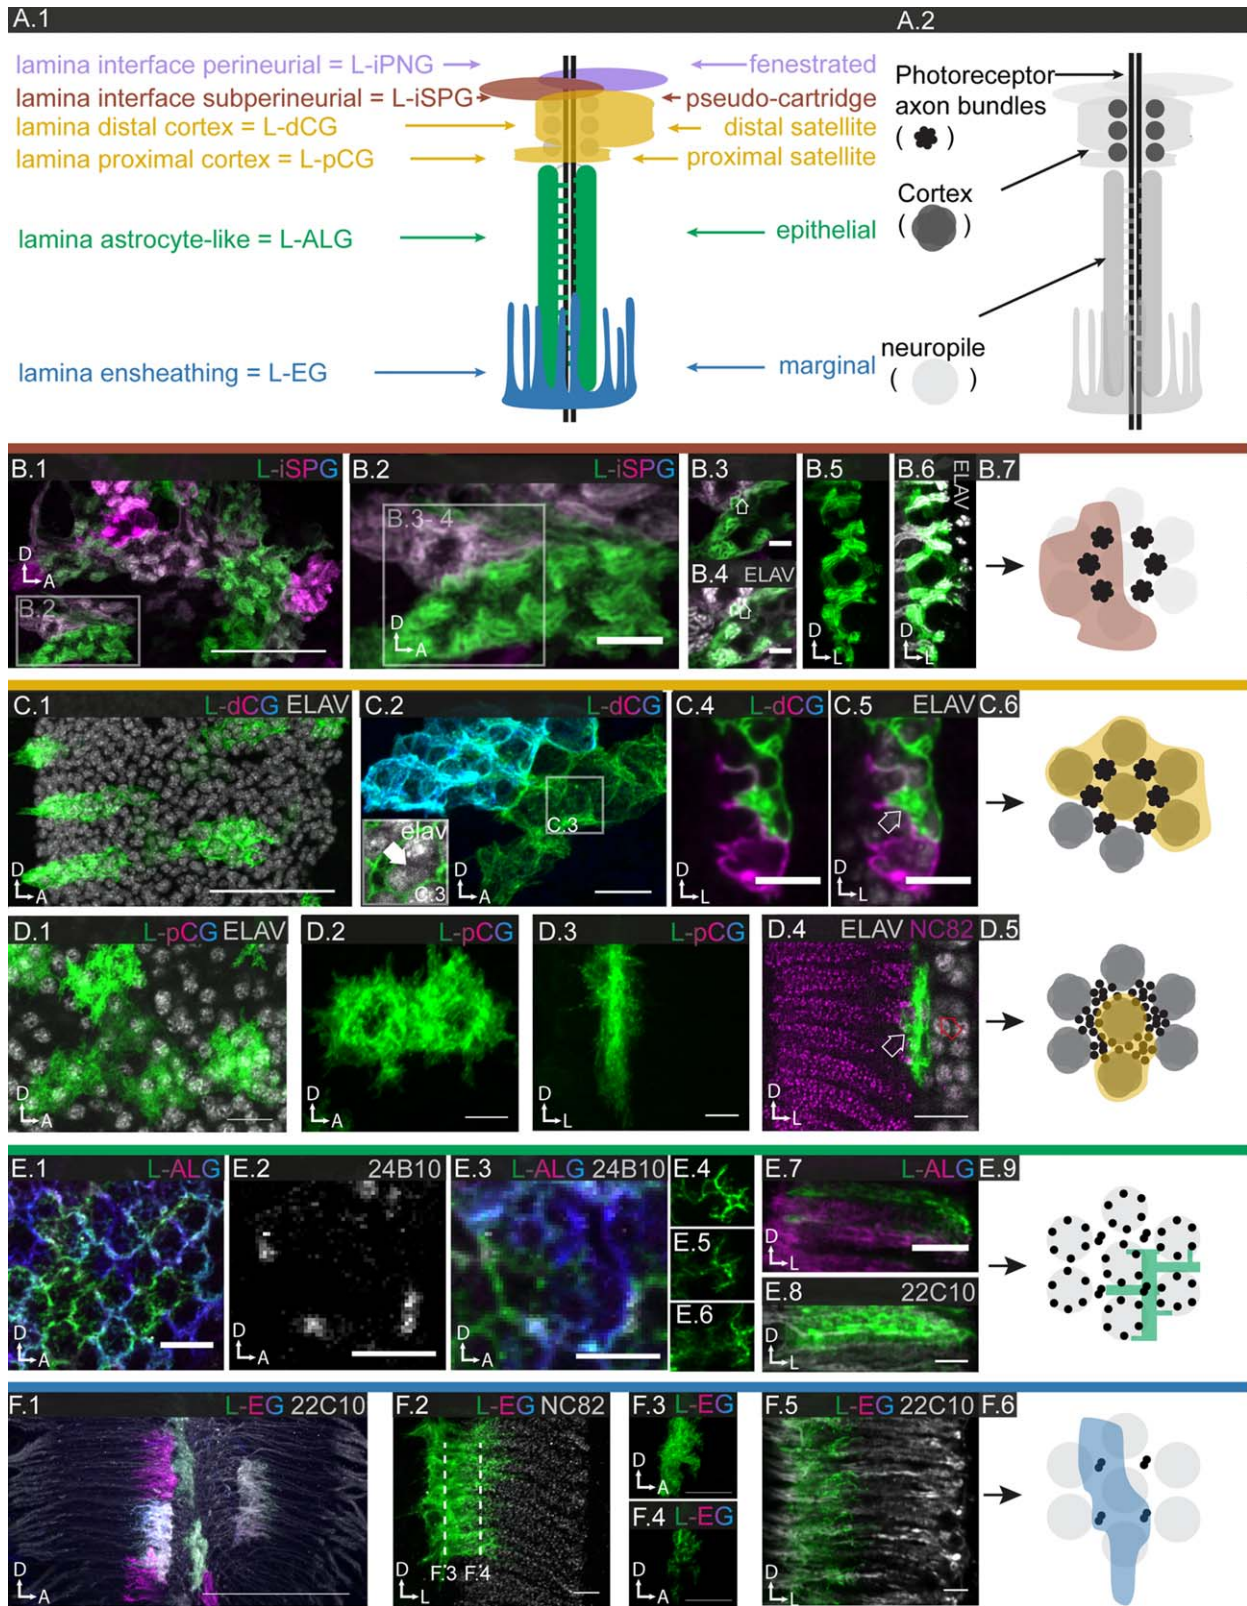 A.1
A.2
lamina interface perineurial = L-iPNG
fenestrated
lamina interface subperineurial = L-iSPG
pseudo-cartridge
lamina distal cortex = L-dCG
distal satellite
lamina proximal cortex = L-pCG
proximal satellite
lamina astrocyte-like = L-ALG
epithelial
lamina ensheathing = L-EG
marginal
Photoreceptor
axon bundles
( )
Cortex
( )
neuropile
( )
B.1 L-iSPG
B.2
D
A
B.2 L-iSPG
B.3-4
D
A
B.3
B.4 ELAV
B.5
D
L
B.6 ELAV
D
L
B.7
C.1 L-dCG ELAV
D
A
C.2 L-dCG
elav
C.3
C.3
D
A
C.4 L-dCG
D
L
C.5 ELAV
D
L
C.6
D.1 L-pCG ELAV
D
A
D.2 L-pCG
D
A
D.3 L-pCG
D
L
D.4 ELAV NC82
D
L
D.5
E.1 L-ALG
D
A
E.2 24B10
D
A
E.3 L-ALG 24B10
D
A
E.4
E.5
E.6
E.7 L-ALG
D
L
E.8 22C10
D
L
E.9
F.1 L-EG 22C10
D
A
F.2 L-EG NC82
F.3 F.4
D
L
F.3 L-EG
D
A
F.4 L-EG
D
A
F.5 L-EG 22C10
D
L
F.6